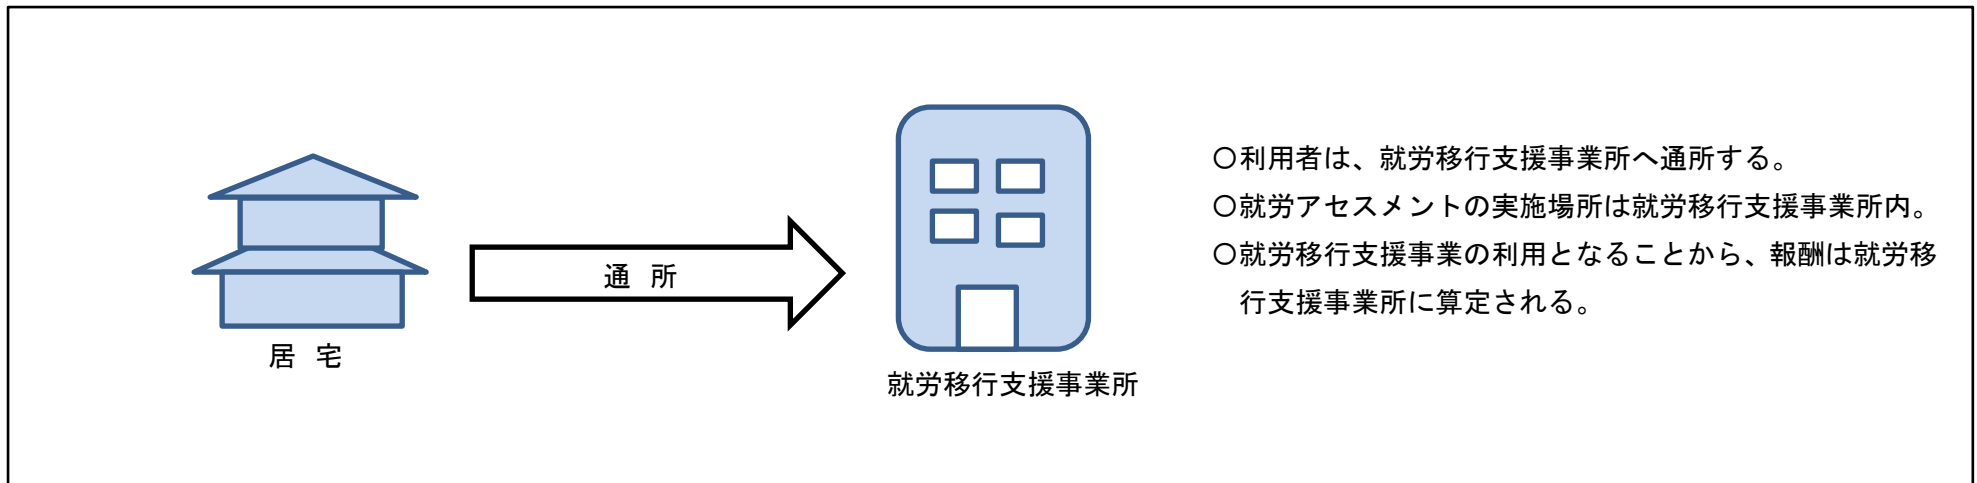 居 宅
通 所
就労移行支援事業所
〇利用者は、就労移行支援事業所へ通所する。
〇就労アセスメントの実施場所は就労移行支援事業所内。
〇就労移行支援事業の利用となることから、報酬は就労移
行支援事業所に算定される。